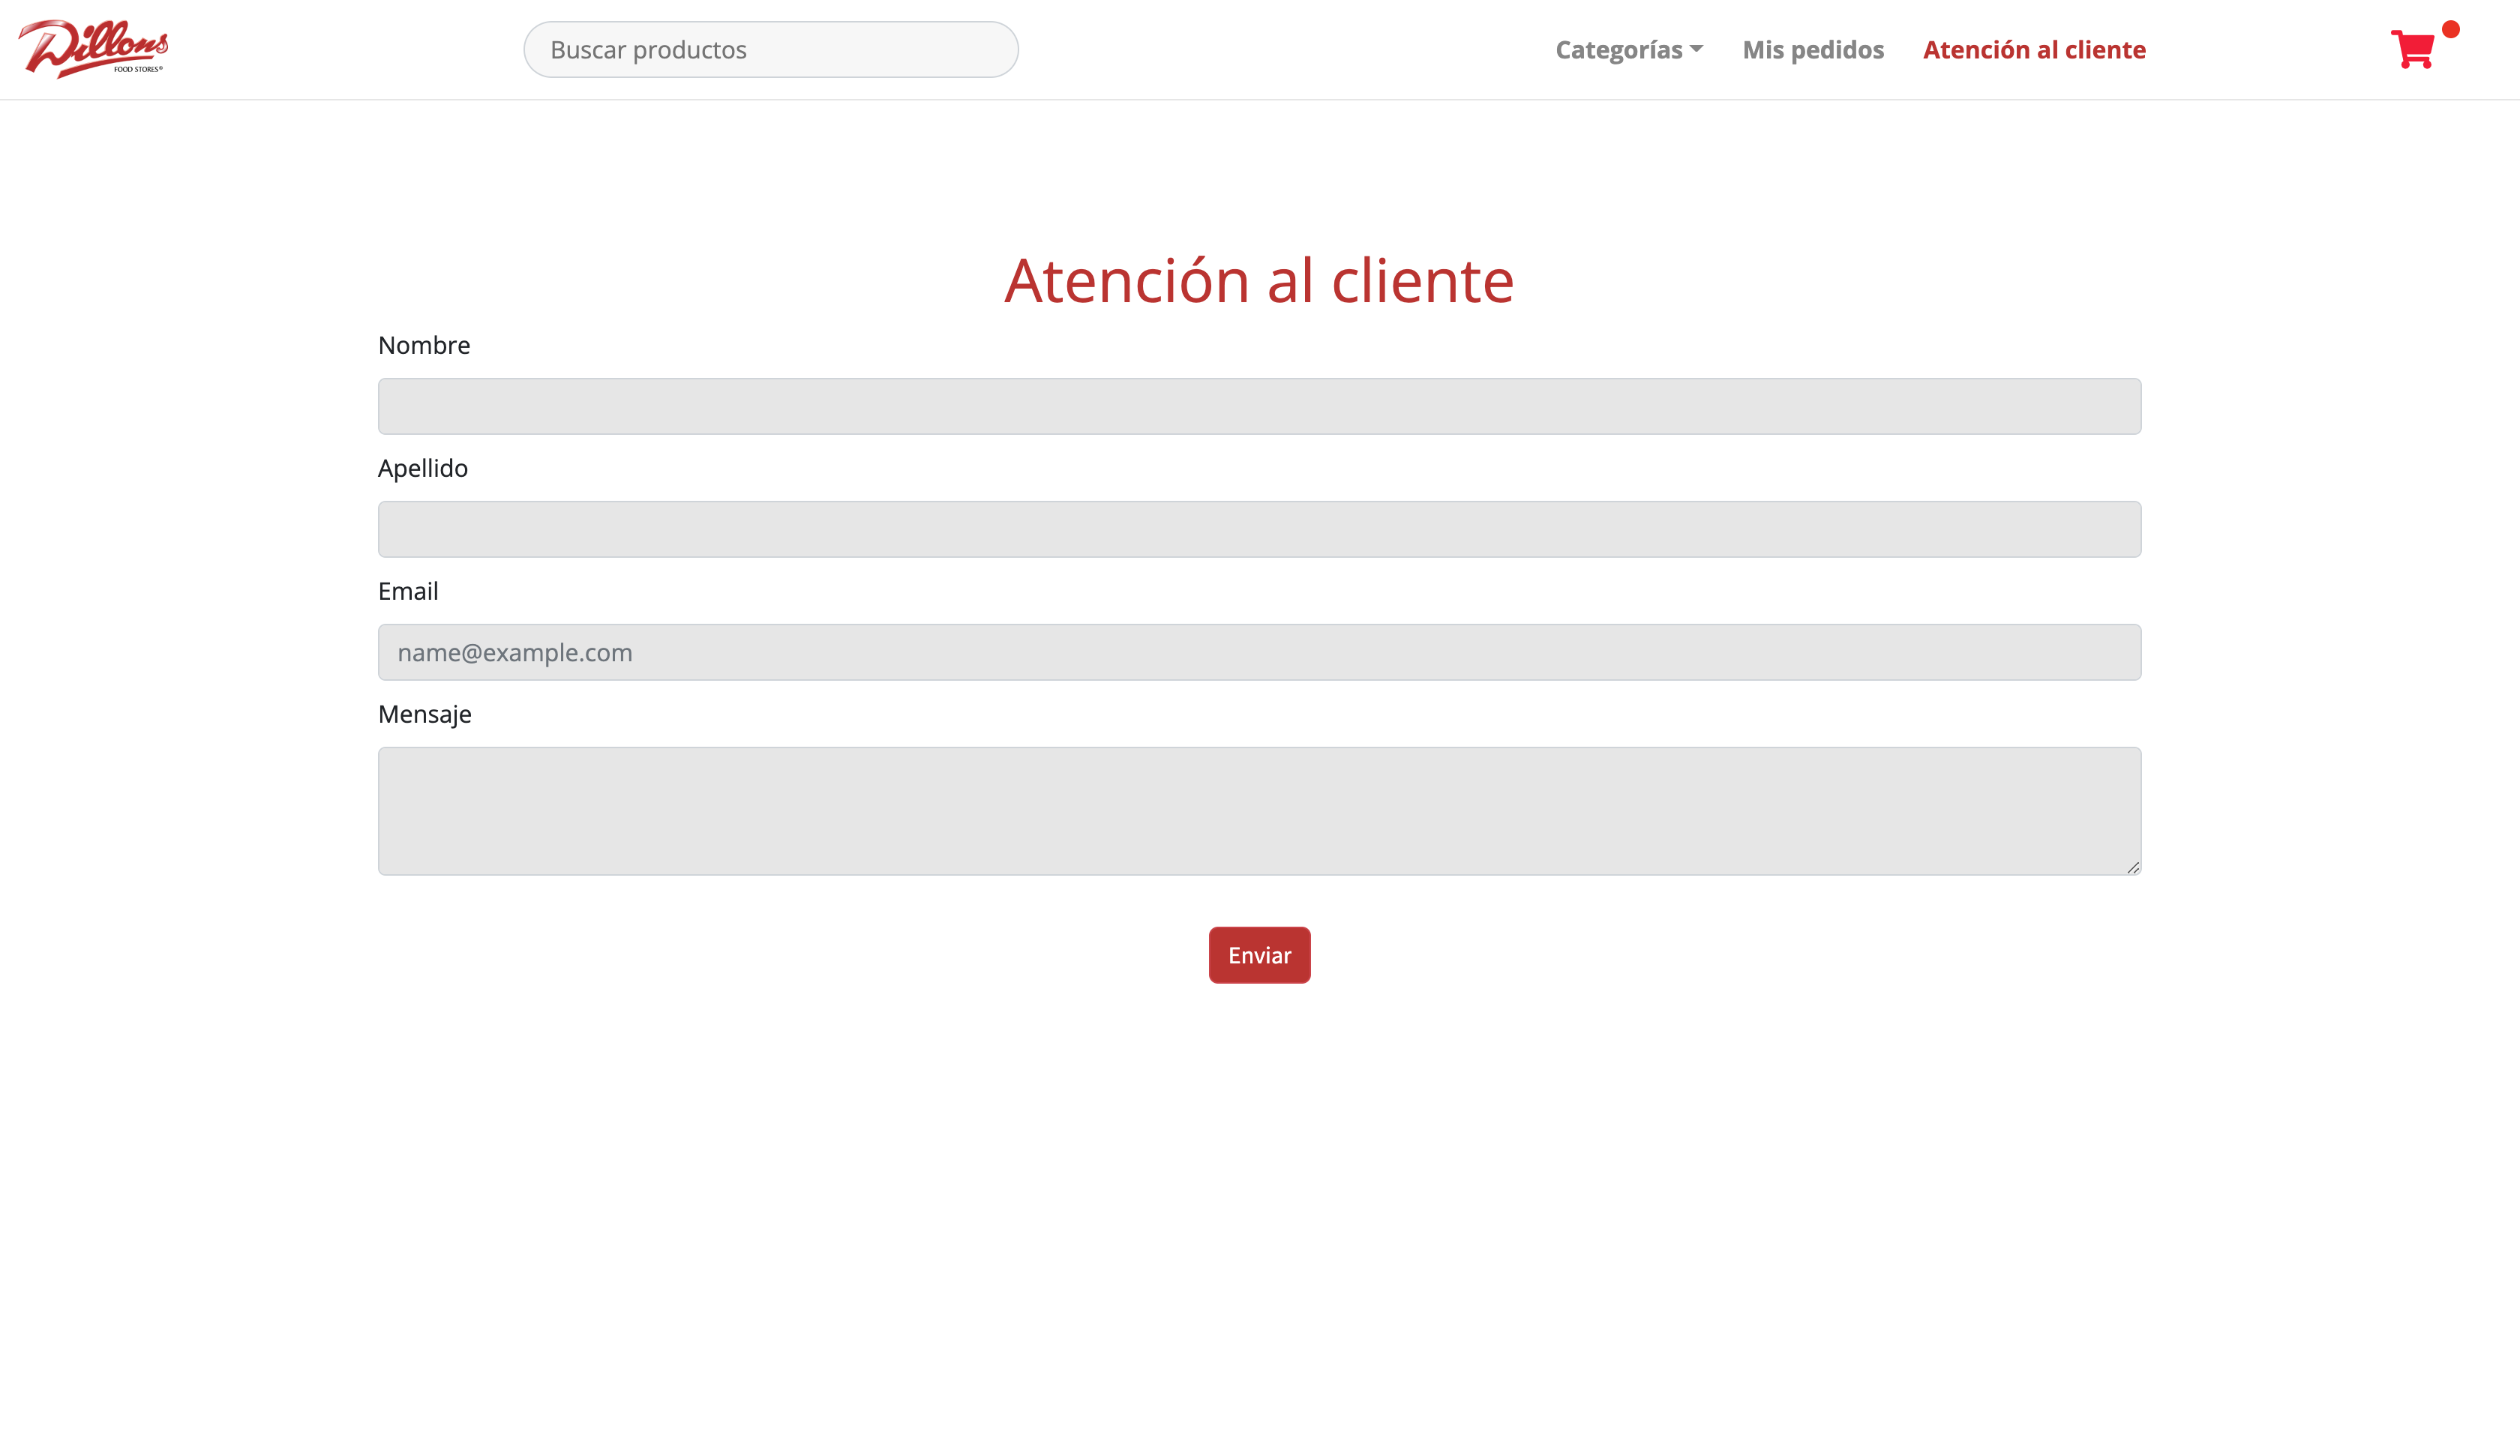 Dillons
FOOD STORES®
Buscar productos
Categorías
Mis pedidos
Atención al cliente
Atención al cliente
Nombre
Apellido
Email
name@example.com
Mensaje
Enviar